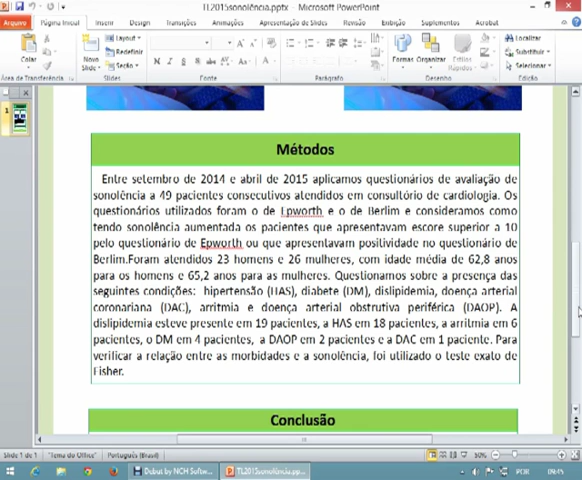 TL2015sonolência.pptx - Microsoft PowerPoint
Arquivo Página Inicial Inserir Design Transições Animações Apresentação de Slides Revisão Exibição Suplementos Acrobat
Colar
Novo Slide
Layout
Redefinir
Seção
Formas Organizar Estilos Rápidos
Localizar
Substituir
Selecionar
Área de Transferência Slides Fonte Parágrafo Desenho Edição
1
Métodos
Entre setembro de 2014 e abril de 2015 aplicamos questionários de avaliação de
sonolência a 49 pacientes consecutivos atendidos em consultório de cardiologia. Os
questionários utilizados foram o de Epworth e o de Berlim e consideramos como
tendo sonolência aumentada os pacientes que apresentavam escore superior a 10
pelo questionário de Epworth ou que apresentavam positividade no questionário de
Berlim.Foram atendidos 23 homens e 26 mulheres, com idade média de 62,8 anos
para os homens e 65,2 anos para as mulheres. Questionamos sobre a presença das
seguintes condições: hipertensão (HAS), diabete (DM), dislipidemia, doença arterial
coronariana (DAC), arritmia e doença arterial obstrutiva periférica (DAOP). A
dislipidemia esteve presente em 19 pacientes, a HAS em 18 pacientes, a arritmia em 6
pacientes, o DM em 4 pacientes, a DAOP em 2 pacientes e a DAC em 1 paciente. Para
verificar a relação entre as morbidades e a sonolência, foi utilizado o teste exato de
Fisher.
Conclusão
Slide 1 de 1 "Tema do Office" Português (Brasil) 50%
Debut by NCH Softw... TL2015sonolência.pp... POR 09:45